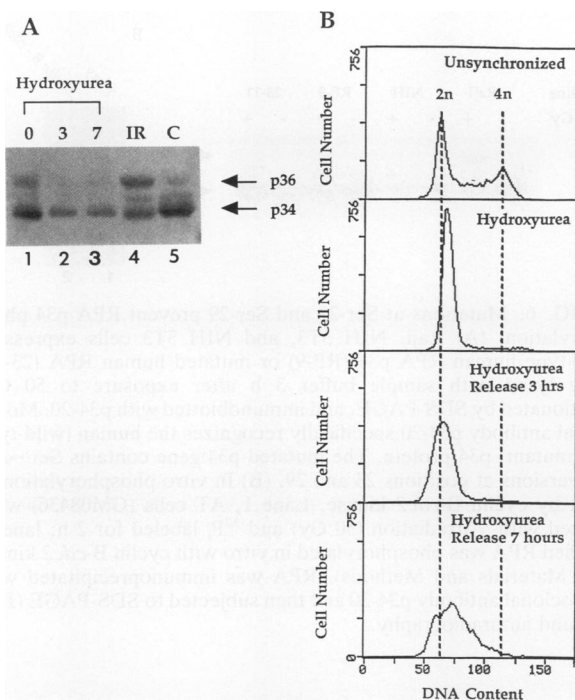 A
B
Hydroxyurea
0 3 7 IR C
p36
p34
1 2 3 4 5
756
Unsynchronized
2n 4n
Cell Number
756
Hydroxyurea
Cell Number
756
Hydroxyurea
Release 3 hrs
Cell Number
756
Hydroxyurea
Release 7 hours
Cell Number
0
0 50 100 150
DNA Content